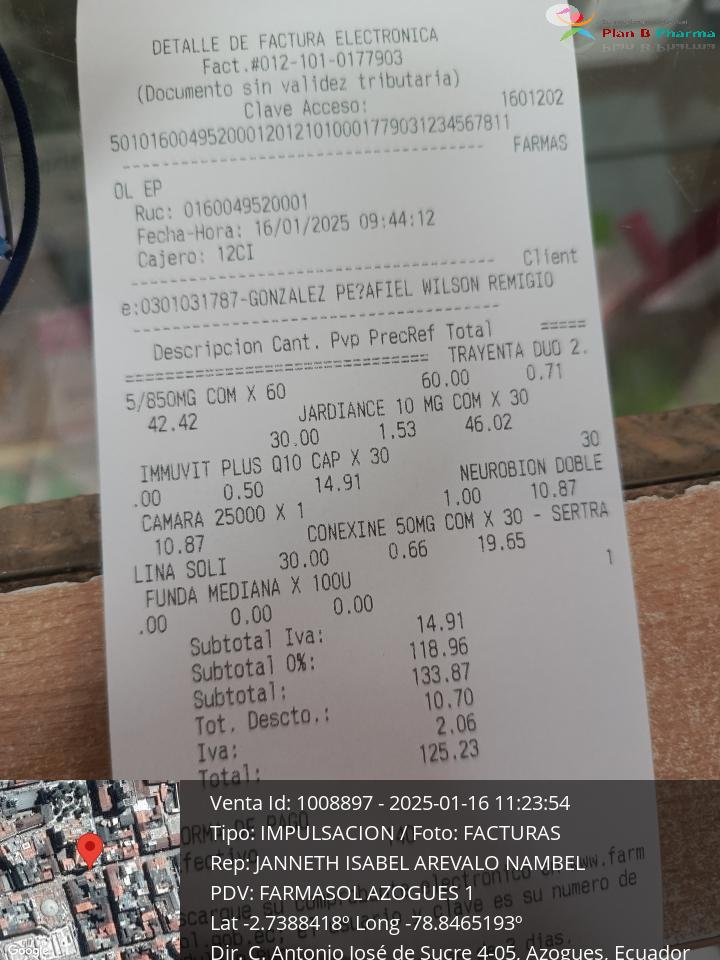 Plan B Pharma
DETALLE DE FACTURA ELECTRONICA
Fact.#012-101-0177903
(Documento sin validez tributaria)
Clave Acceso: 1601202
501016004952000120121010001779031234567811
------------------------------------ FARMAS
OL EP
Ruc: 0160049520001
Fecha-Hora: 16/01/2025 09:44:12
Cajero: 12CI
------------------------------------ Client
e:0301031787-GONZALEZ PE?AFIEL WILSON REMIGIO
------------------------------------
Descripcion Cant. Pvp PrecRef Total =====
=============================== TRAYENTA DUO 2.
5/850MG COM X 60 60.00 0.71
42.42 JARDIANCE 10 MG COM X 30
30.00 1.53 46.02
IMMUVIT PLUS Q10 CAP X 30 30
.00 0.50 14.91 NEUROBION DOBLE
CAMARA 25000 X 1 1.00 10.87
10.87 CONEXINE 50MG COM X 30 - SERTRA
LINA SOLI 30.00 0.66 19.65
FUNDA MEDIANA X 100U 1
.00 0.00 0.00
Subtotal Iva: 14.91
Subtotal 0%: 118.96
Subtotal: 133.87
Tot. Descto.: 10.70
Iva: 2.06
Total: 125.23
Venta Id: 1008897 - 2025-01-16 11:23:54
Tipo: IMPULSACION / Foto: FACTURAS
Rep: JANNETH ISABEL AREVALO NAMBEL
PDV: FARMASOL AZOGUES 1
Lat -2.7388418º Long -78.8465193º
Dir. C. Antonio José de Sucre 4-05, Azogues, Ecuador
Google